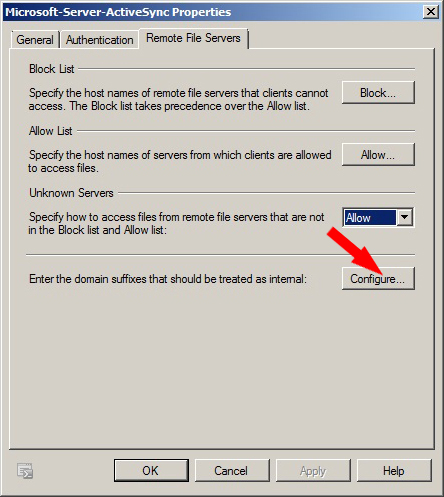 Microsoft-Server-ActiveSync Properties
General Authentication Remote File Servers
Block List
Specify the host names of remote file servers that clients cannot
access. The Block list takes precedence over the Allow list.
Block...
Allow List
Specify the host names of servers from which clients are allowed
to access files.
Allow...
Unknown Servers
Specify how to access files from remote file servers that are not
in the Block list and Allow list:
Allow
Enter the domain suffixes that should be treated as internal:
Configure...
OK Cancel Apply Help